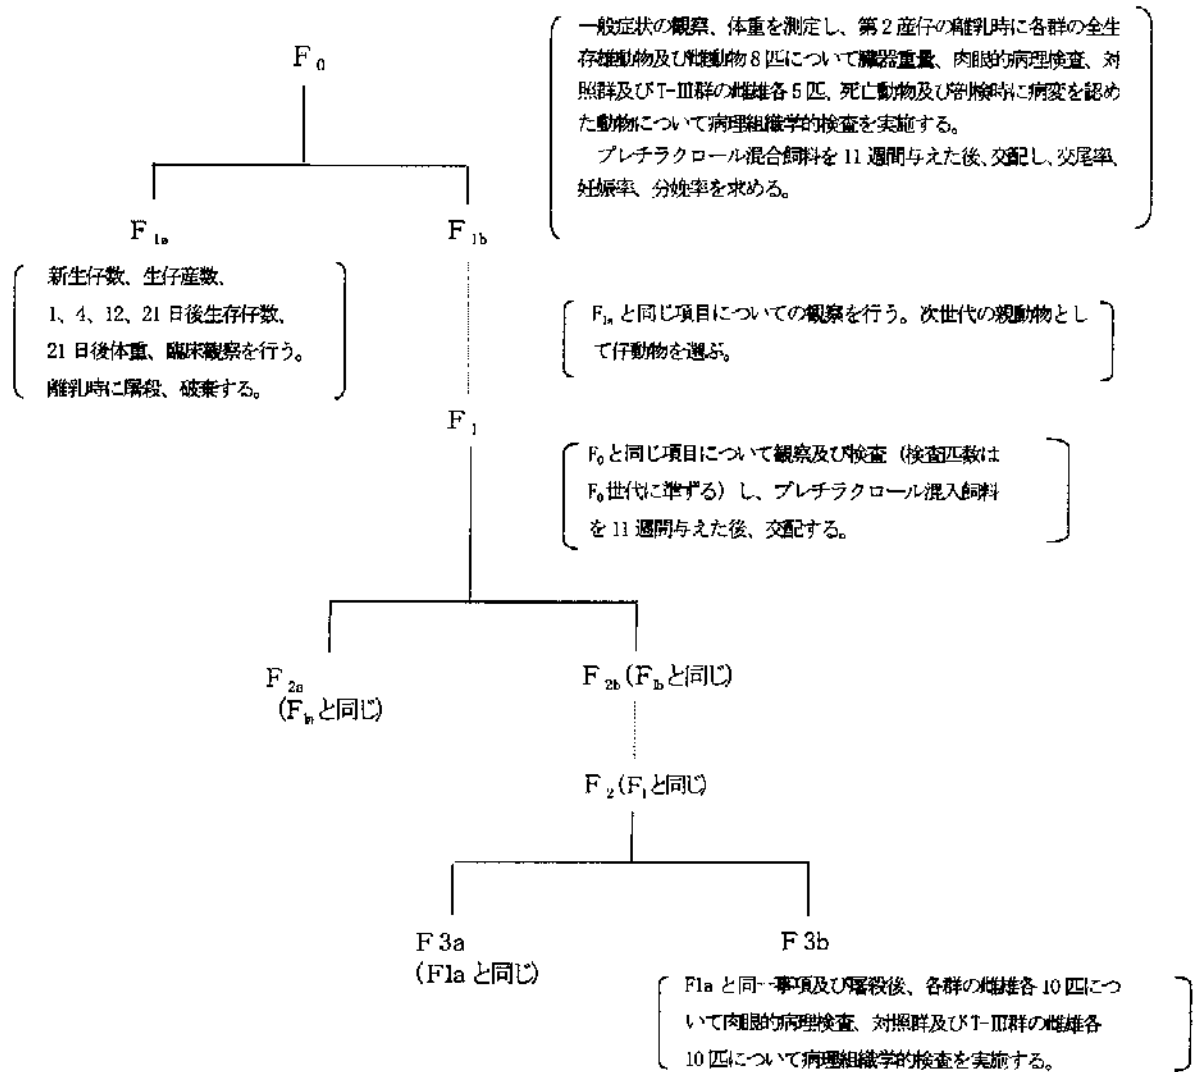 F₀
一般症状の観察、体重を測定し、第2産仔の離乳時に各群の全生
存雄動物及び雌動物8匹について臓器重量、肉眼的病理検査、対
照群及びT-III群の雌雄各5匹、死亡動物及び剖検時に病変を認め
た動物について病理組織学的検査を実施する。
プレチラクロール混合飼料を11週間与えた後、交配し、交尾率、
妊娠率、分娩率を求める。
F₁ₐ
F1b
新生仔数、生仔産数、
1、4、12、21日後生存仔数、
21日後体重、臨床観察を行う。
離乳時に屠殺、破棄する。
F₁ₐと同じ項目についての観察を行う。次世代の親動物とし
て仔動物を選ぶ。
F₁
F₀と同じ項目について観察及び検査（検査匹数は
F₀世代に準ずる）し、プレチラクロール混入飼料
を11週間与えた後、交配する。
F₂ₐ
(F₁ₐと同じ)
F2b(F1bと同じ)
F₂(F₁と同じ)
F3a
(F1aと同じ)
F3b
F1aと同一事項及び屠殺後、各群の雌雄各10匹につ
いて肉眼的病理検査、対照群及びT-III群の雌雄各
10匹について病理組織学的検査を実施する。